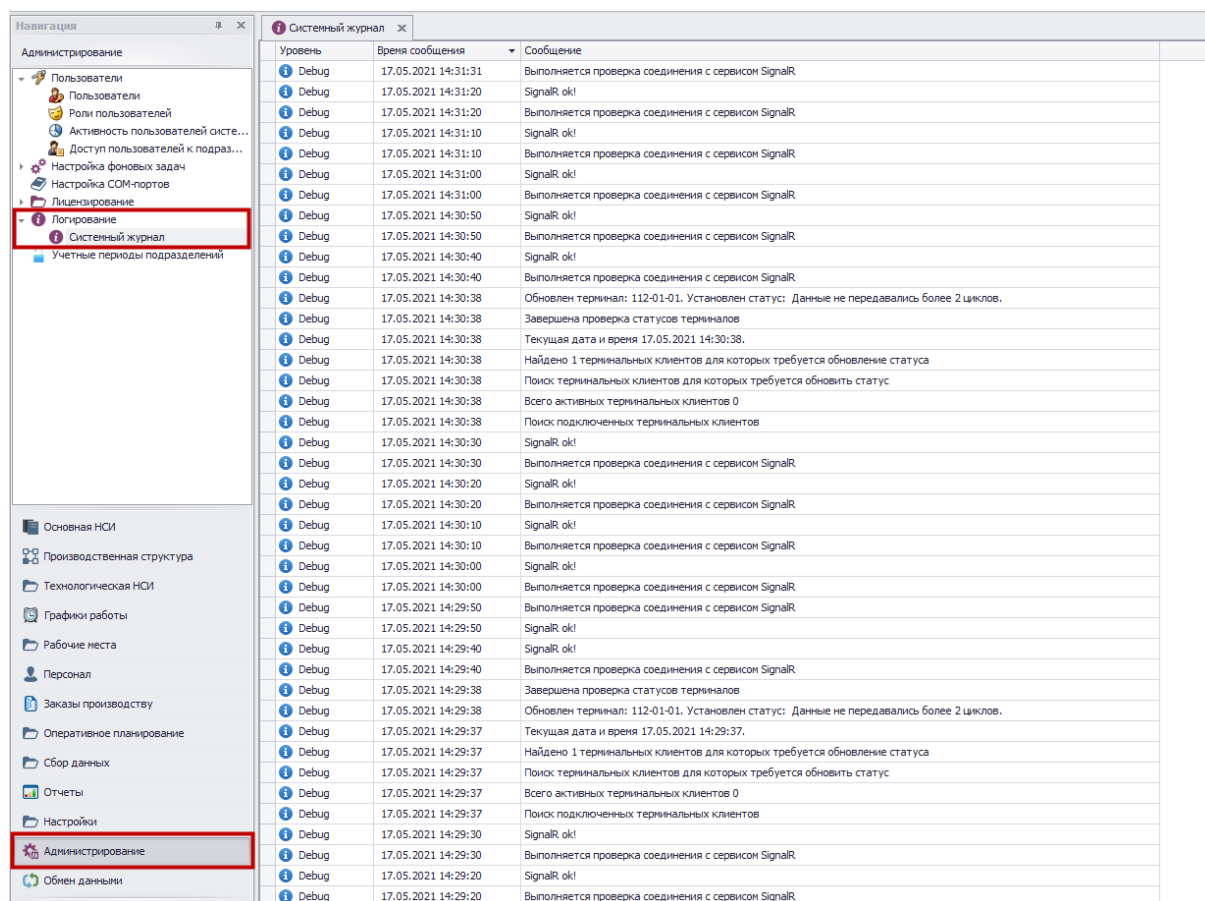 Навигация
Администрирование
Пользователи
Пользователи
Роли пользователей
Активность пользователей систе...
Доступ пользователей к подраз...
Настройка фоновых задач
Настройка COM-портов
Лицензирование
Логирование
Системный журнал
Учетные периоды подразделений
Основная НСИ
Производственная структура
Технологическая НСИ
Графики работы
Рабочие места
Персонал
Заказы производству
Оперативное планирование
Сбор данных
Отчеты
Настройки
Администрирование
Обмен данными
Системный журнал
Уровень Время сообщения Сообщение
Debug 17.05.2021 14:31:31 Выполняется проверка соединения с сервисом SignalR
Debug 17.05.2021 14:31:20 SignalR ok!
Debug 17.05.2021 14:31:20 Выполняется проверка соединения с сервисом SignalR
Debug 17.05.2021 14:31:10 SignalR ok!
Debug 17.05.2021 14:31:10 Выполняется проверка соединения с сервисом SignalR
Debug 17.05.2021 14:31:00 SignalR ok!
Debug 17.05.2021 14:31:00 Выполняется проверка соединения с сервисом SignalR
Debug 17.05.2021 14:30:50 SignalR ok!
Debug 17.05.2021 14:30:50 Выполняется проверка соединения с сервисом SignalR
Debug 17.05.2021 14:30:40 SignalR ok!
Debug 17.05.2021 14:30:40 Выполняется проверка соединения с сервисом SignalR
Debug 17.05.2021 14:30:38 Обновлен терминал: 112-01-01. Установлен статус: Данные не передавались более 2 циклов.
Debug 17.05.2021 14:30:38 Завершена проверка статусов терминалов
Debug 17.05.2021 14:30:38 Текущая дата и время 17.05.2021 14:30:38.
Debug 17.05.2021 14:30:38 Найдено 1 терминальных клиентов для которых требуется обновление статуса
Debug 17.05.2021 14:30:38 Поиск терминальных клиентов для которых требуется обновить статус
Debug 17.05.2021 14:30:38 Всего активных терминальных клиентов 0
Debug 17.05.2021 14:30:38 Поиск подключенных терминальных клиентов
Debug 17.05.2021 14:30:30 SignalR ok!
Debug 17.05.2021 14:30:30 Выполняется проверка соединения с сервисом SignalR
Debug 17.05.2021 14:30:20 SignalR ok!
Debug 17.05.2021 14:30:20 Выполняется проверка соединения с сервисом SignalR
Debug 17.05.2021 14:30:10 SignalR ok!
Debug 17.05.2021 14:30:10 Выполняется проверка соединения с сервисом SignalR
Debug 17.05.2021 14:30:00 SignalR ok!
Debug 17.05.2021 14:30:00 Выполняется проверка соединения с сервисом SignalR
Debug 17.05.2021 14:29:50 Выполняется проверка соединения с сервисом SignalR
Debug 17.05.2021 14:29:50 SignalR ok!
Debug 17.05.2021 14:29:40 SignalR ok!
Debug 17.05.2021 14:29:40 Выполняется проверка соединения с сервисом SignalR
Debug 17.05.2021 14:29:38 Завершена проверка статусов терминалов
Debug 17.05.2021 14:29:38 Обновлен терминал: 112-01-01. Установлен статус: Данные не передавались более 2 циклов.
Debug 17.05.2021 14:29:37 Текущая дата и время 17.05.2021 14:29:37.
Debug 17.05.2021 14:29:37 Найдено 1 терминальных клиентов для которых требуется обновление статуса
Debug 17.05.2021 14:29:37 Поиск терминальных клиентов для которых требуется обновить статус
Debug 17.05.2021 14:29:37 Всего активных терминальных клиентов 0
Debug 17.05.2021 14:29:37 Поиск подключенных терминальных клиентов
Debug 17.05.2021 14:29:30 SignalR ok!
Debug 17.05.2021 14:29:30 Выполняется проверка соединения с сервисом SignalR
Debug 17.05.2021 14:29:20 SignalR ok!
Debug 17.05.2021 14:29:20 Выполняется проверка соединения с сервисом SignalR